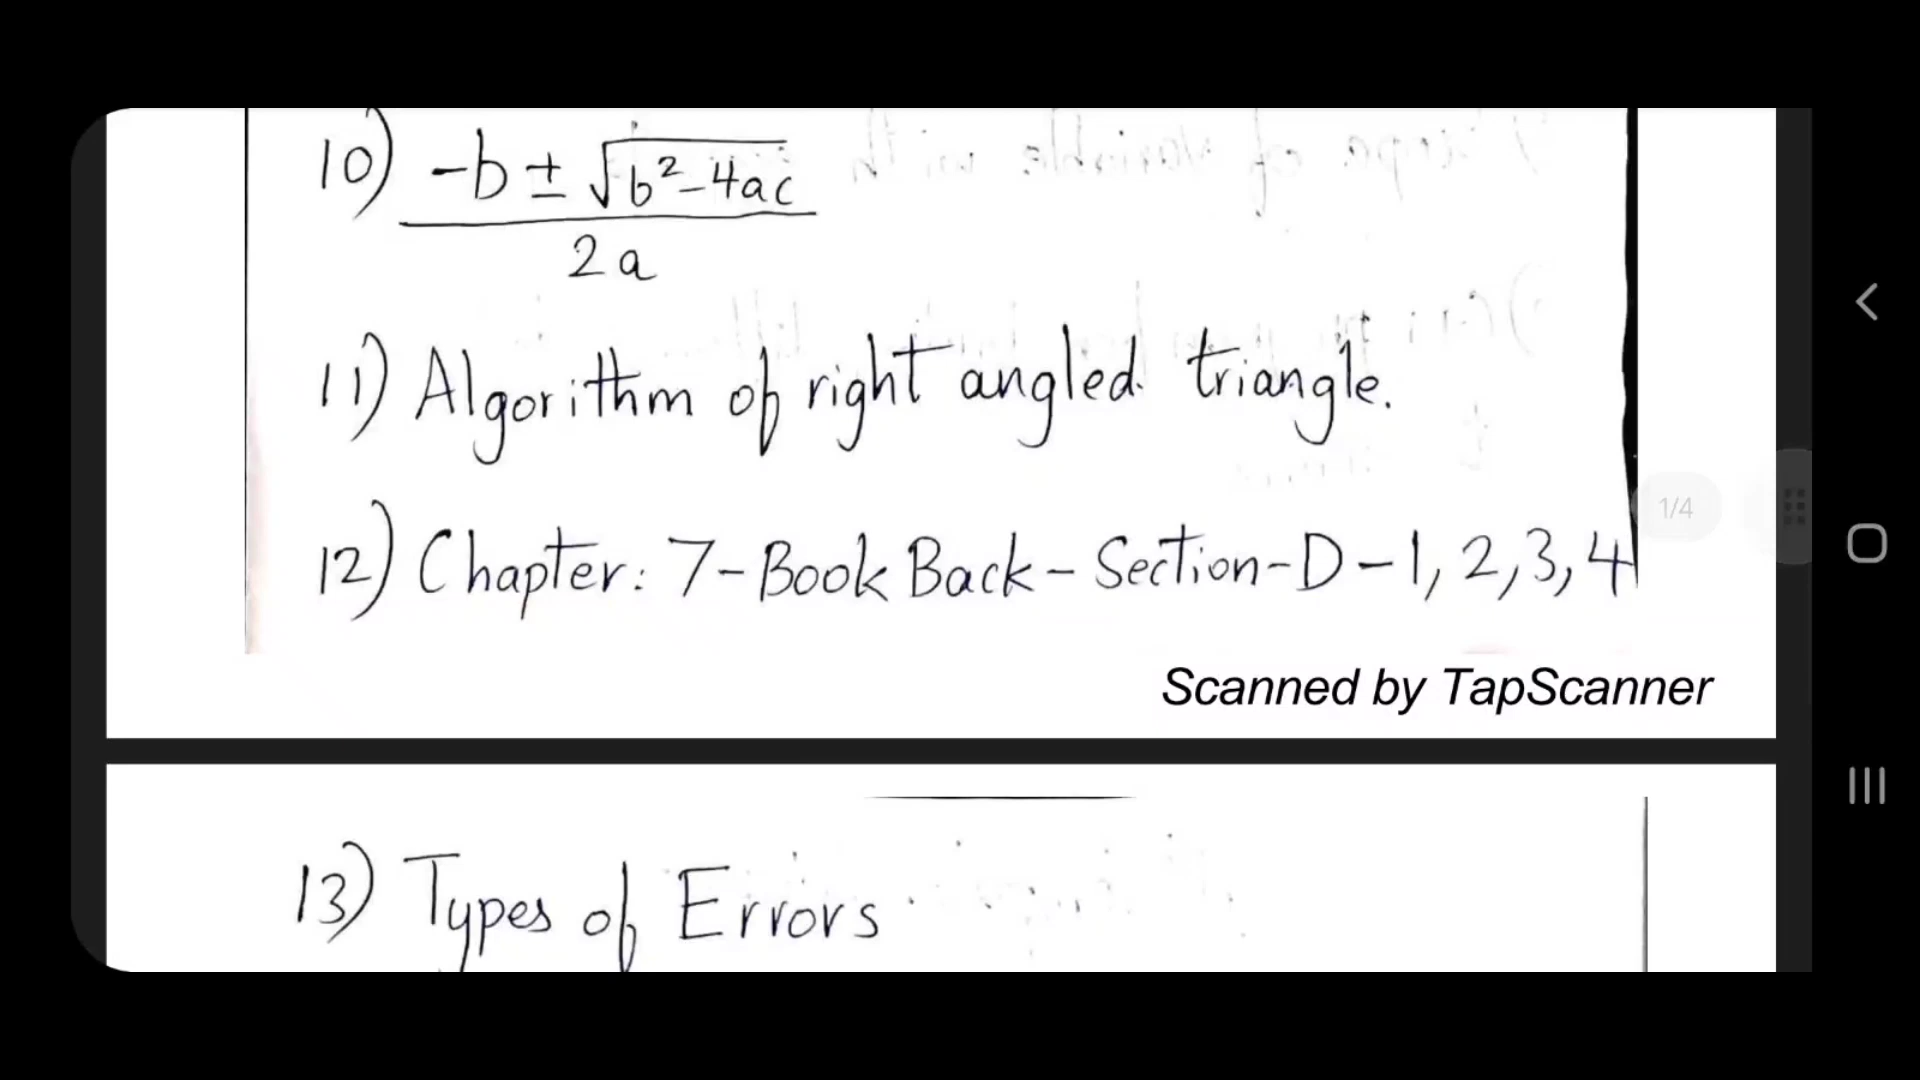 10) -b ± √b²-4ac
2a
11) Algorithm of right angled triangle.
12) Chapter: 7-Book Back-Section-D-1, 2, 3, 4
1/4
Scanned by TapScanner
13) Types of Errors